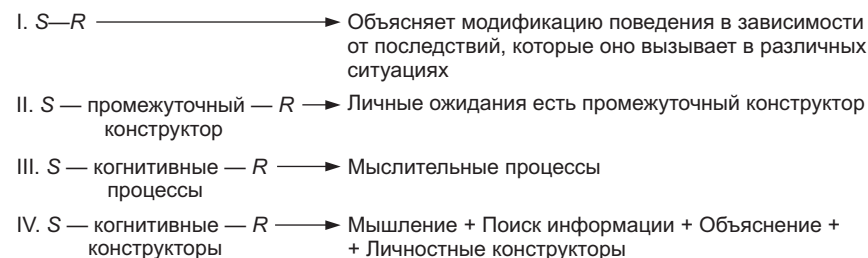 I. S—R → Объясняет модификацию поведения в зависимости
от последствий, которые оно вызывает в различных
ситуациях
II. S — промежуточный — R → Личные ожидания есть промежуточный конструктор
конструктор
III. S — когнитивные — R → Мыслительные процессы
процессы
IV. S — когнитивные — R → Мышление + Поиск информации + Объяснение +
конструкторы + Личностные конструкторы